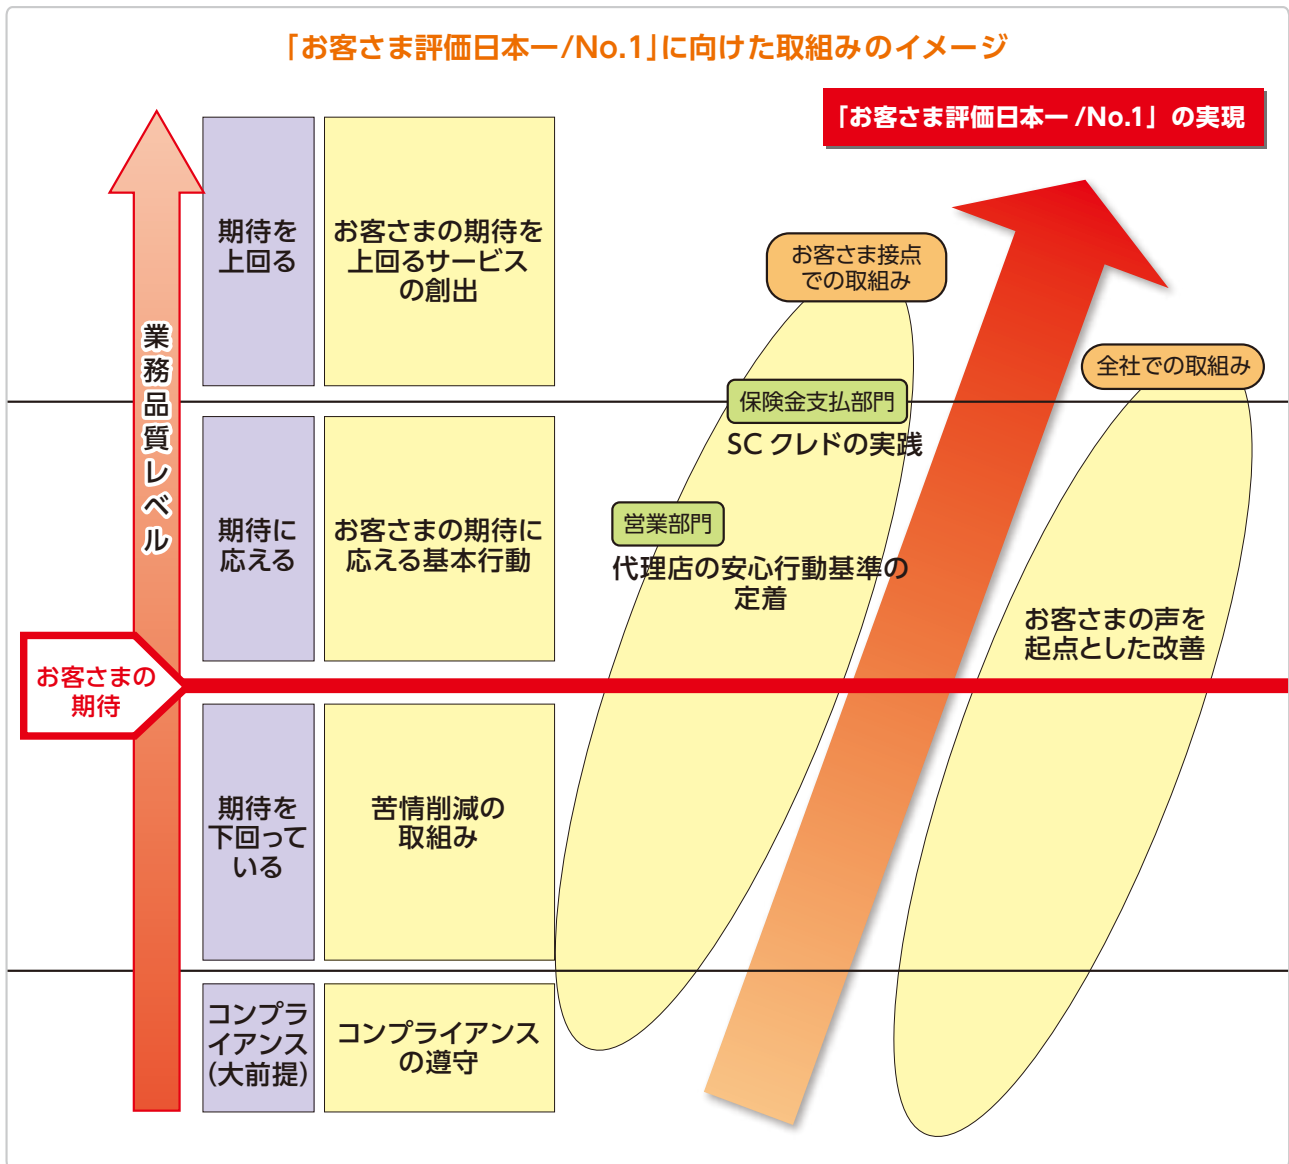 「お客さま評価日本一/No.1」に向けた取組みのイメージ
「お客さま評価日本一/No.1」の実現
業務品質レベル
期待を
上回る
お客さまの期待を
上回るサービス
の創出
お客さま接点
での取組み
全社での取組み
保険金支払部門
SC クレドの実践
期待に
応える
お客さまの期待に
応える基本行動
営業部門
代理店の安心行動基準の
定着
お客さまの声を
起点とした改善
お客さまの
期待
期待を
下回って
いる
苦情削減の
取組み
コンプラ
イアンス
(大前提)
コンプライアンス
の遵守